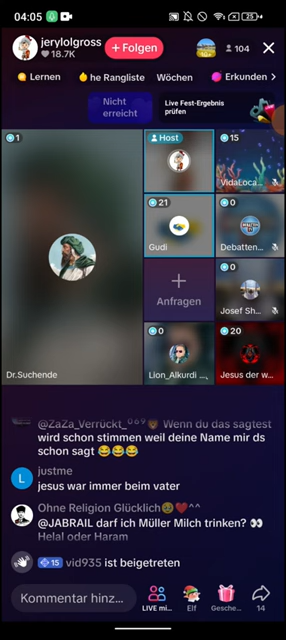 04:05
25
jerylolgross
18.7K
+ Folgen
104
Lernen
he Rangliste
Wöchen
Erkunden
Nicht
erreicht
Live Fest-Ergebnis
prüfen
1
Host
15
VidaLoca...
21
Gudi
0
Debatten...
Anfragen
0
Josef Sh...
Dr.Suchende
0
Lion_Alkurdi ...
20
Jesus der w...
@ZaZa_Verrückt_⁰⁶⁹🦁 Wenn du das sagtest
wird schon stimmen weil deine Name mir ds
schon sagt 😂😂😂
L
justme
jesus war immer beim vater
Ohne Religion Glücklich🥹❤️^^
@JABRAIL darf ich Müller Milch trinken? 👀
Helal oder Haram
15 vid935 ist beigetreten
Kommentar hinz...
LIVE mi...
Elf
Gesche...
14